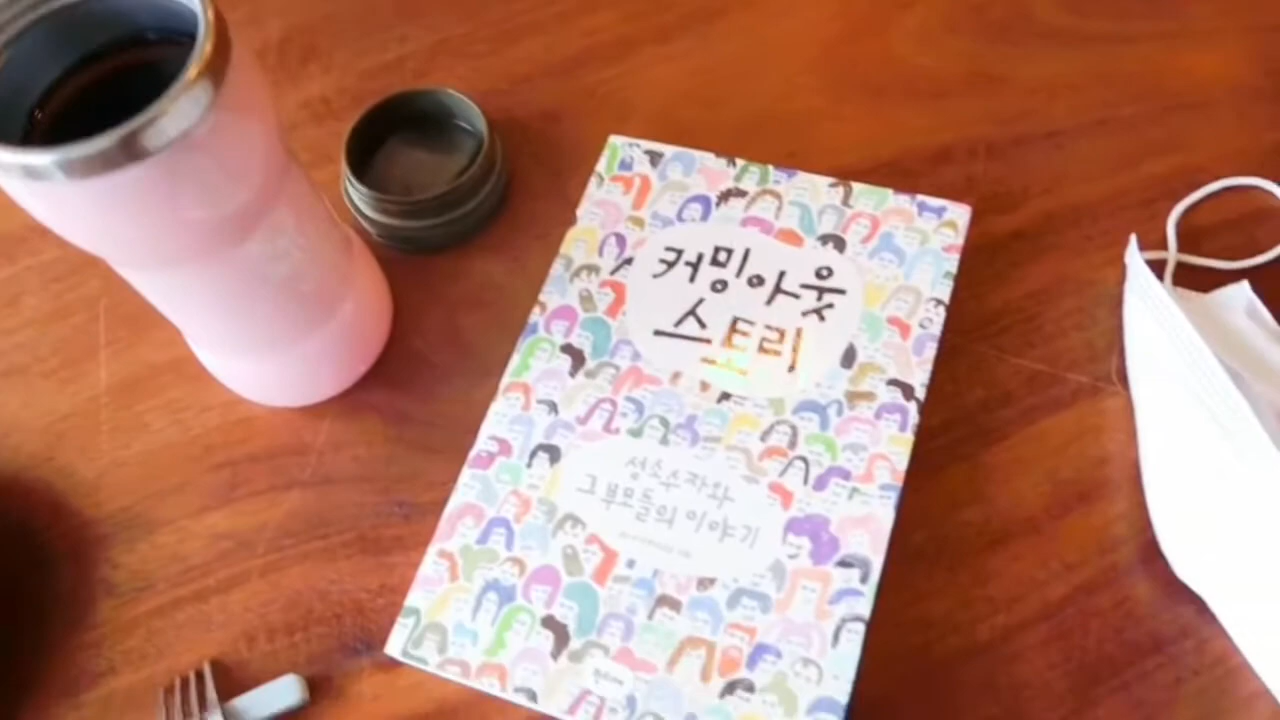 커밍아웃
스토리
성소수자와
그 부모들의 이야기